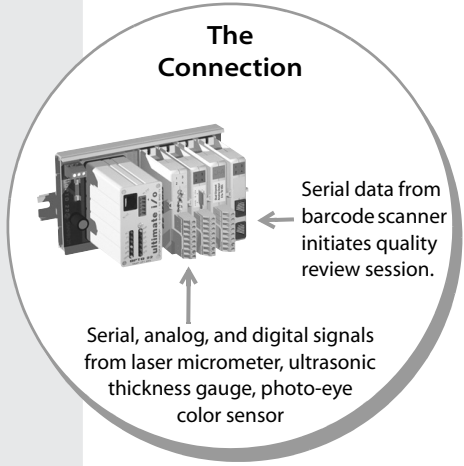 The
Connection
ultimate i/o
Serial data from
barcode scanner
initiates quality
review session.
Serial, analog, and digital signals
from laser micrometer, ultrasonic
thickness gauge, photo-eye
color sensor